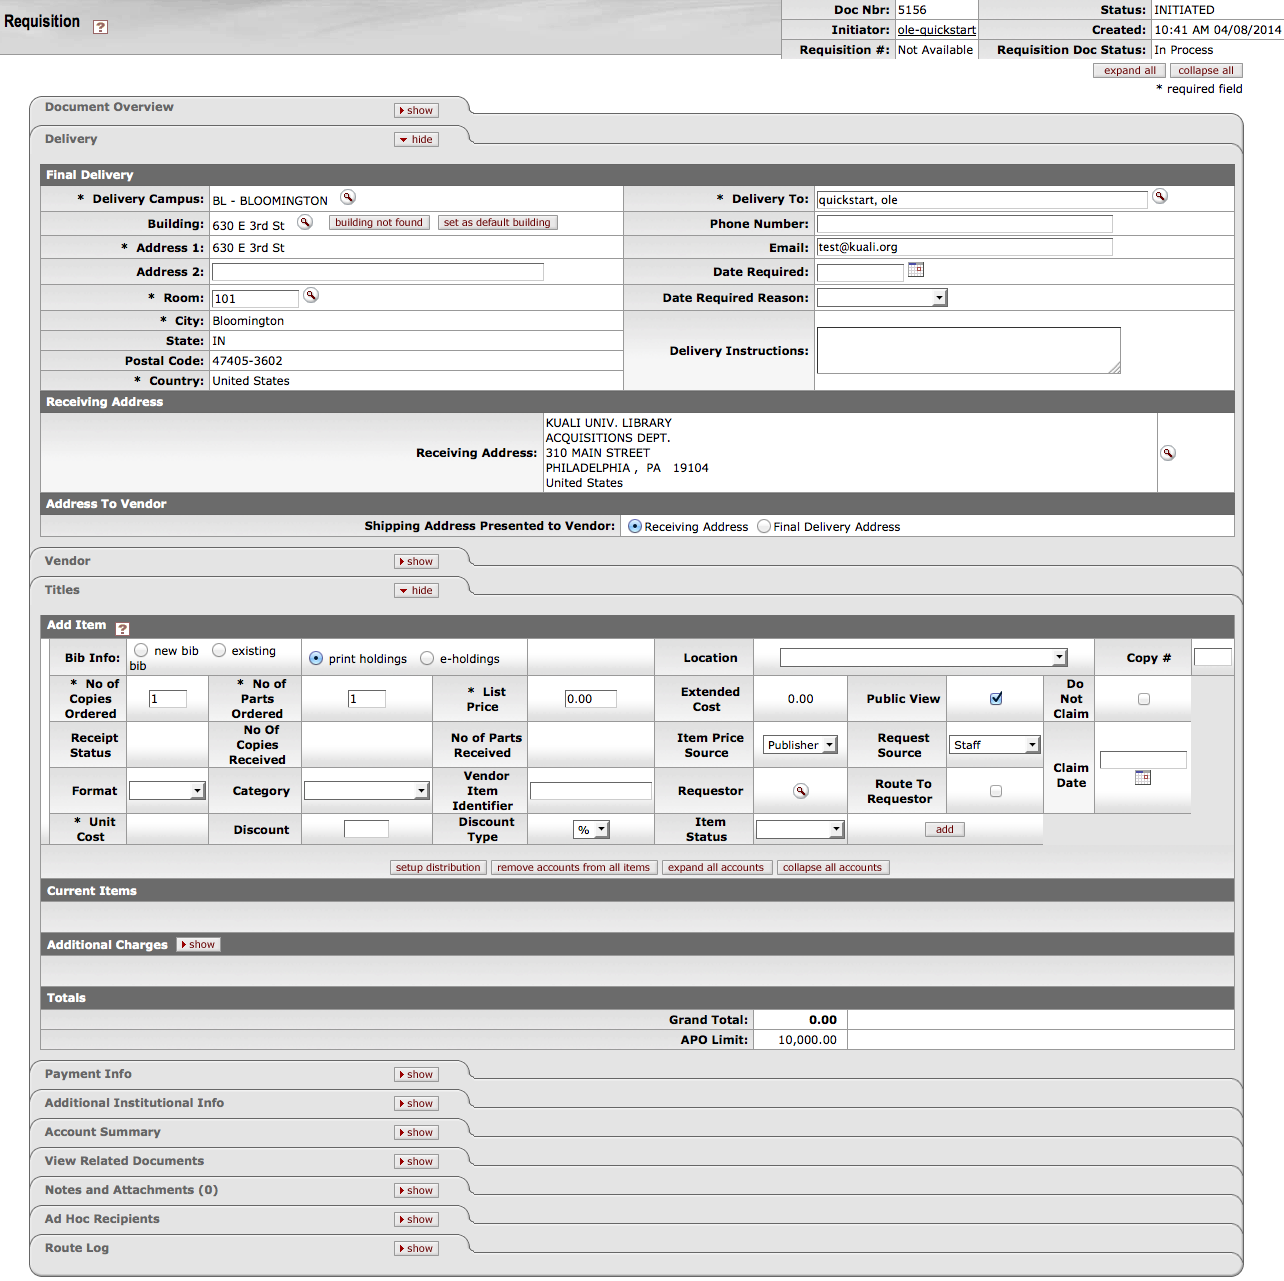 Requisition ?
Doc Nbr: 5156 Status: INITIATED
Initiator: ole-quickstart Created: 10:41 AM 04/08/2014
Requisition #: Not Available Requisition Doc Status: In Process
expand all collapse all
* required field
Document Overview show
Delivery hide
Final Delivery
* Delivery Campus: BL - BLOOMINGTON * Delivery To: quickstart, ole
Building: 630 E 3rd St building not found set as default building Phone Number:
* Address 1: 630 E 3rd St Email: test@kuali.org
Address 2: Date Required:
* Room: 101 Date Required Reason:
* City: Bloomington
State: IN
Delivery Instructions:
Postal Code: 47405-3602
* Country: United States
Receiving Address
Receiving Address:
KUALI UNIV. LIBRARY
ACQUISITIONS DEPT.
310 MAIN STREET
PHILADELPHIA , PA 19104
United States
Address To Vendor
Shipping Address Presented to Vendor: Receiving Address Final Delivery Address
Vendor show
Titles hide
Add Item ?
Bib Info: new bib existing
bib
print holdings e-holdings Location Copy #
* No of
Copies
Ordered
1
* No of
Parts
Ordered
1
* List
Price
0.00
Extended
Cost
0.00
Public View
Do
Not
Claim
Receipt
Status
No Of
Copies
Received
No of Parts
Received
Item Price
Source
Publisher
Request
Source
Staff
Claim
Date
Format
Category
Vendor
Item
Identifier
Requestor
Route To
Requestor
* Unit
Cost
Discount
Discount
Type
%
Item
Status
add
setup distribution remove accounts from all items expand all accounts collapse all accounts
Current Items
Additional Charges show
Totals
Grand Total: 0.00
APO Limit: 10,000.00
Payment Info show
Additional Institutional Info show
Account Summary show
View Related Documents show
Notes and Attachments (0) show
Ad Hoc Recipients show
Route Log show